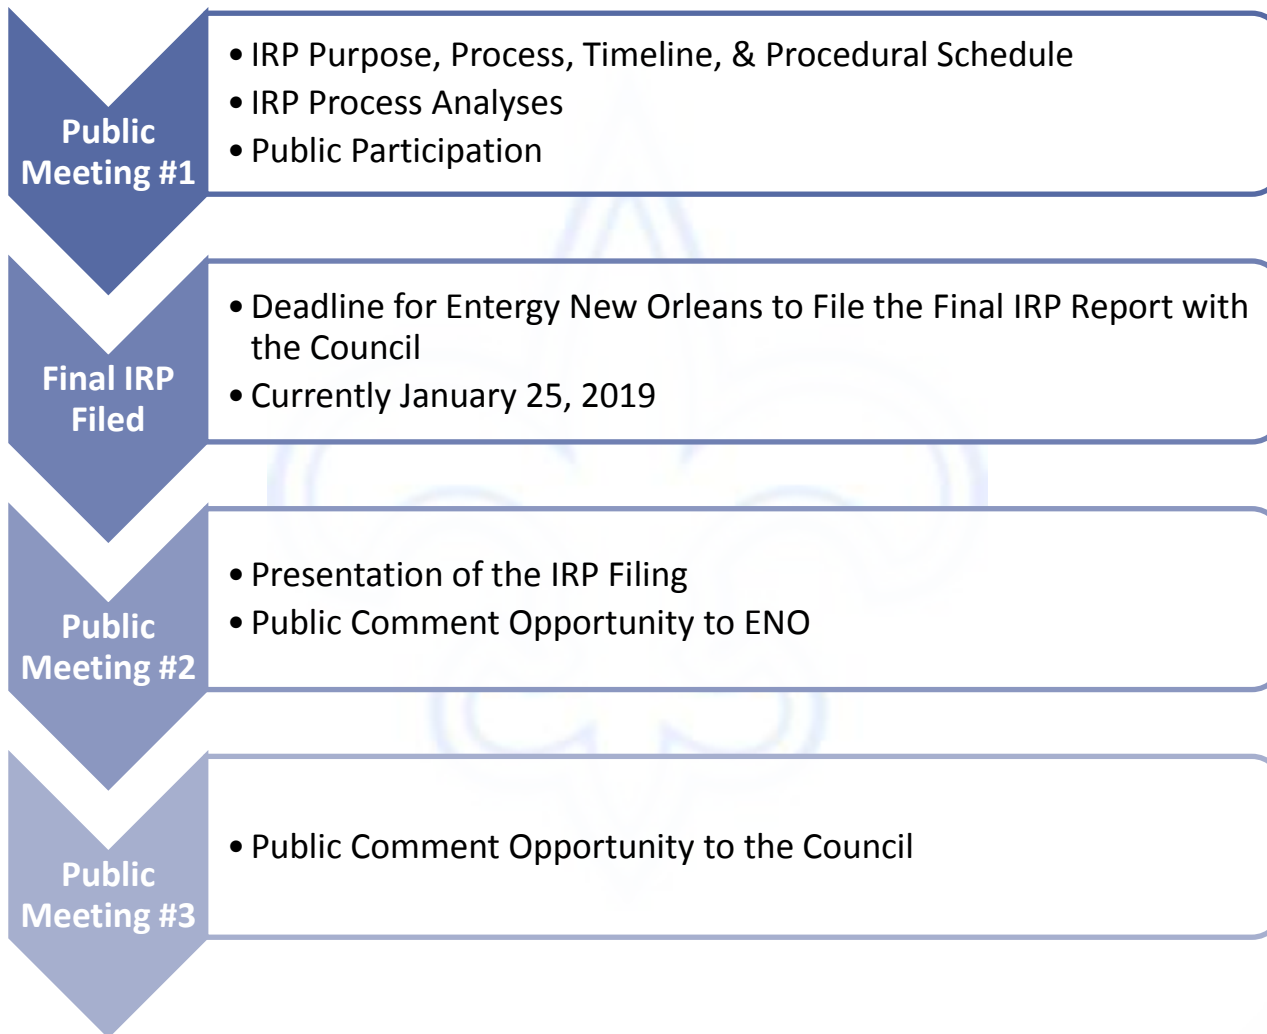 Public
Meeting #1
• IRP Purpose, Process, Timeline, & Procedural Schedule
• IRP Process Analyses
• Public Participation
Final IRP
Filed
• Deadline for Entergy New Orleans to File the Final IRP Report with
the Council
• Currently January 25, 2019
Public
Meeting #2
• Presentation of the IRP Filing
• Public Comment Opportunity to ENO
Public
Meeting #3
• Public Comment Opportunity to the Council